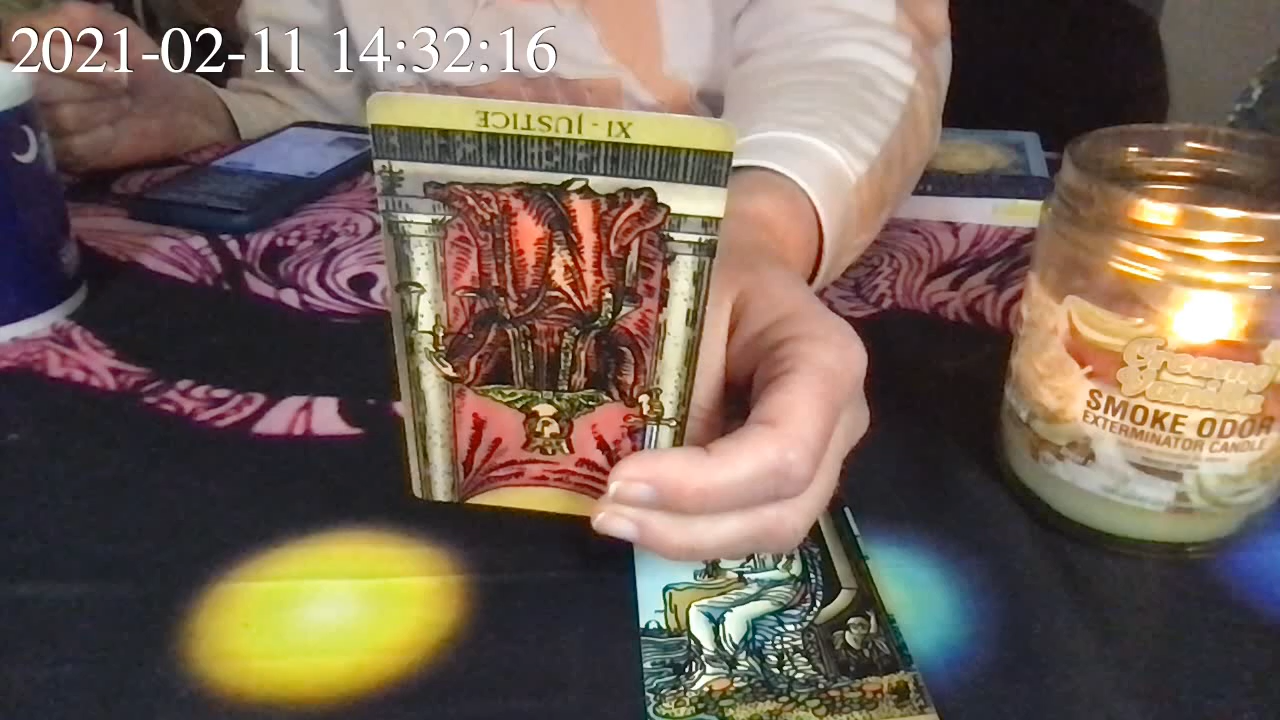 2021-02-11 14:32:16
XI - JUSTICE
Creamy
Vanilla
SMOKE ODOR
EXTERMINATOR CANDLE